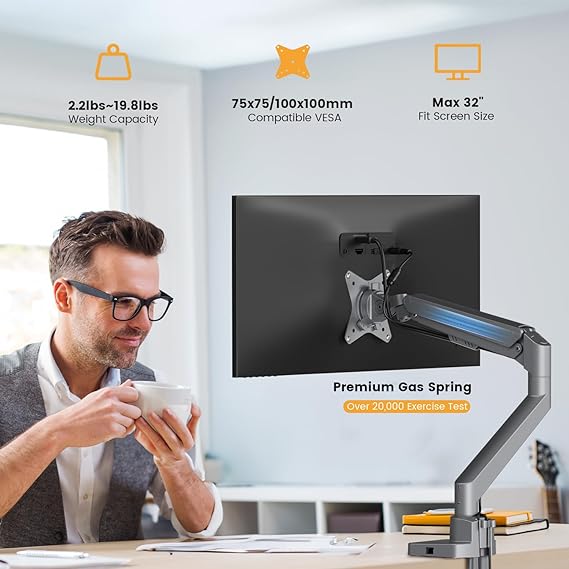 2.2lbs~19.8lbs
Weight Capacity
75x75/100x100mm
Compatible VESA
Max 32"
Fit Screen Size
Premium Gas Spring
Over 20,000 Exercise Test